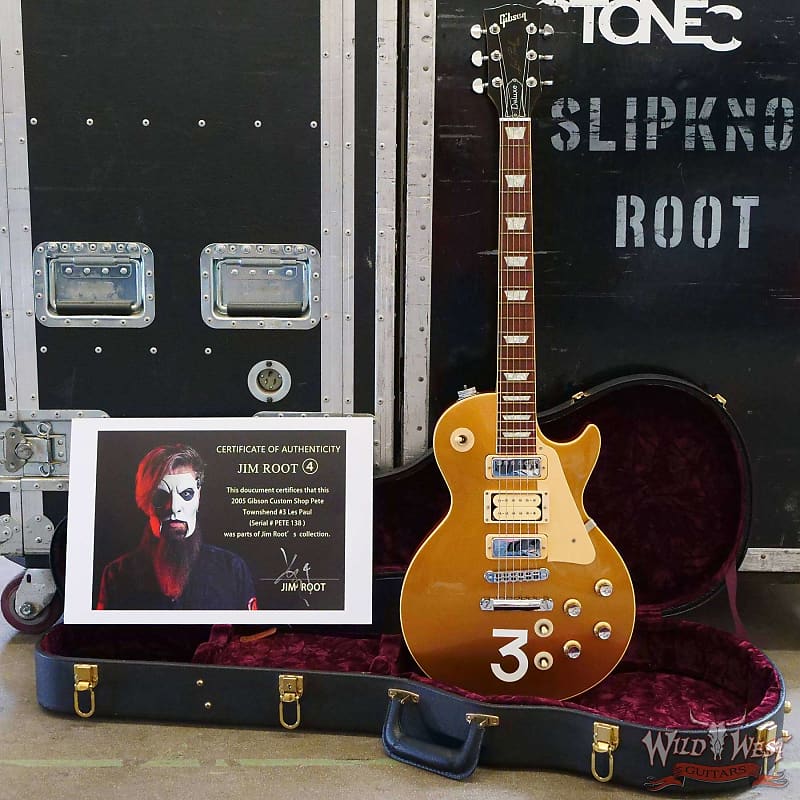 Gibson
Deluxe
TONE
SLIPKNO
ROOT
CERTIFICATE OF AUTHENTICITY
JIM ROOT ④
This doucument certifices that this
2005 Gibson Custom Shop Pete
Townshend #3 Les Paul
(Serial # PETE 138 )
was parts of Jim Root's collection.
JIM ROOT
3
WILD WEST
GUITARS